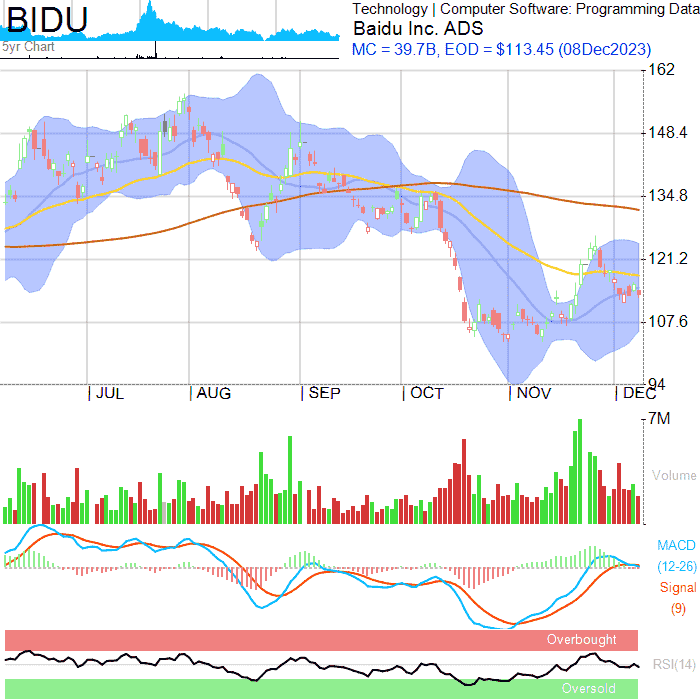 BIDU
5yr Chart
Technology | Computer Software: Programming Data
Baidu Inc. ADS
MC = 39.7B, EOD = $113.45 (08Dec2023)
162
148.4
134.8
121.2
107.6
94
JUL AUG SEP OCT NOV DEC
7M
Volume
MACD
(12-26)
Signal
(9)
Overbought
RSI(14)
Oversold